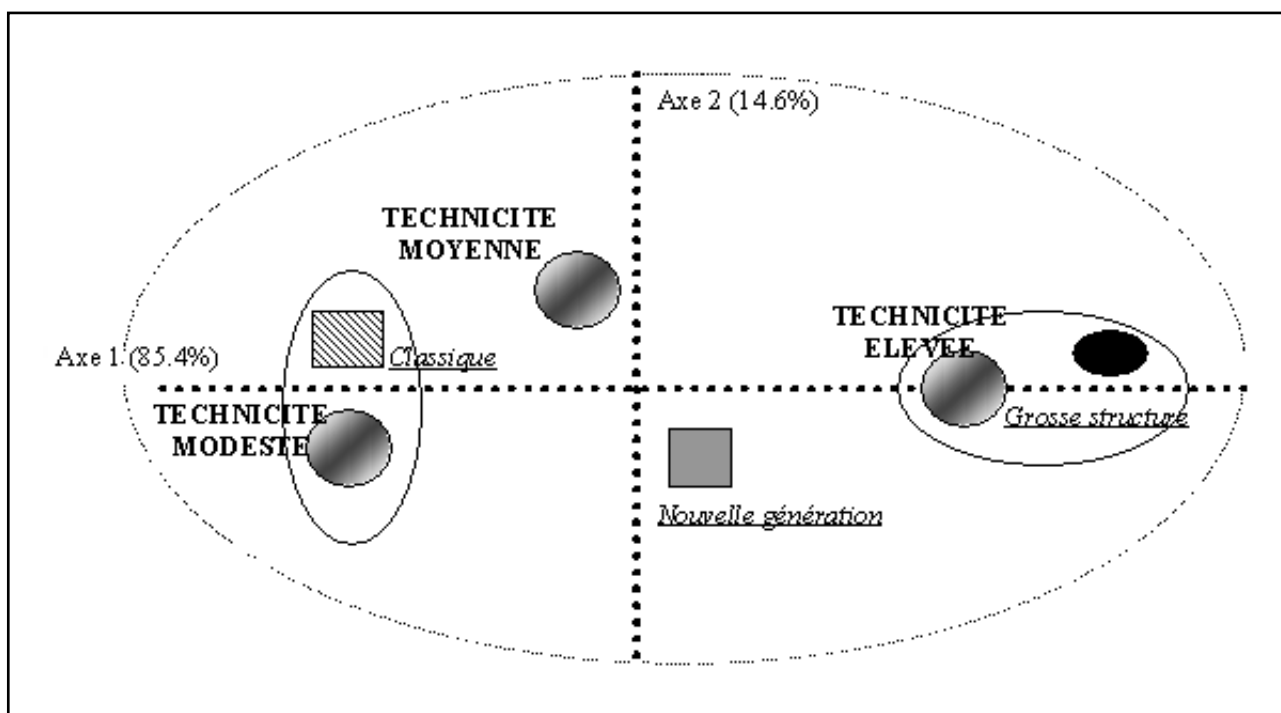 Axe 2 (14.6%)
TECHNICITE
MOYENNE
TECHNICITE
ELEVEE
Axe 1 (85.4%)
Classique
TECHNICITE
MODESTE
Grosse structure
Nouvelle génération